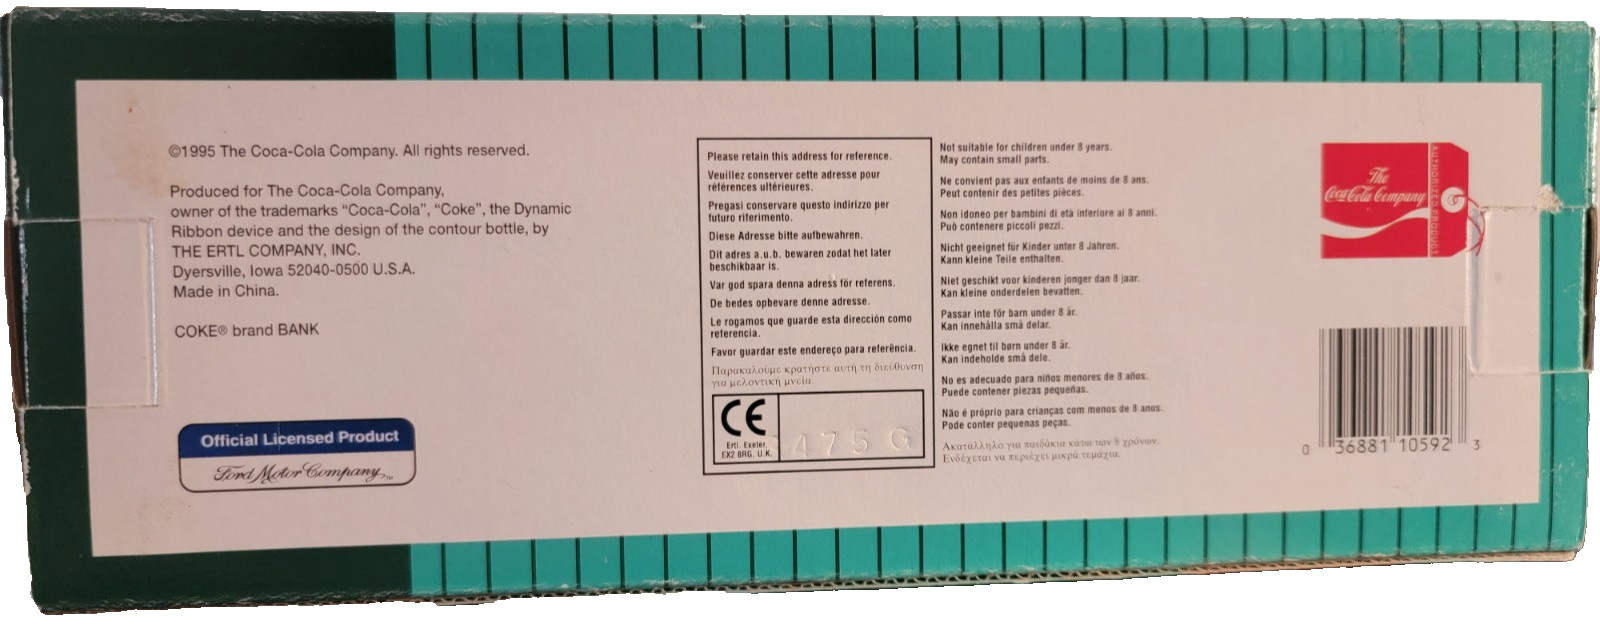 ©1995 The Coca-Cola Company. All rights reserved.
Produced for The Coca-Cola Company,
owner of the trademarks “Coca-Cola”, “Coke”, the Dynamic
Ribbon device and the design of the contour bottle, by
THE ERTL COMPANY, INC.
Dyersville, Iowa 52040-0500 U.S.A.
Made in China.
COKE® brand BANK
Official Licensed Product
Ford Motor Company™
Please retain this address for reference.
Veuillez conserver cette adresse pour
références ultérieures.
Pregasi conservare questo indirizzo per
futuro riferimento.
Diese Adresse bitte aufbewahren.
Dit adres a.u.b. bewaren zodat het later
beschikbaar is.
Var god spara denna adress för referens.
De bedes opbevare denne adresse.
Le rogamos que guarde esta dirección como
referencia.
Favor guardar este endereço para referência.
Παρακαλούμε κρατήστε αυτή τη διεύθυνση
για μελοντική μνεία
CE
Ertl, Exeter,
EX2 8RG, U.K.
475 G
Not suitable for children under 8 years.
May contain small parts.
Ne convient pas aux enfants de moins de 8 ans.
Peut contenir des petites pièces.
Non idoneo per bambini di età inferiore ai 8 anni.
Può contenere piccoli pezzi.
Nicht geeignet für Kinder unter 8 Jahren.
Kann kleine Teile enthalten.
Niet geschikt voor kinderen jonger dan 8 jaar.
Kan kleine onderdelen bevatten.
Passar inte för barn under 8 år.
Kan innehålla små delar.
Ikke egnet til børn under 8 år.
Kan indeholde små dele.
No es adecuado para niños menores de 8 años.
Puede contener piezas pequeñas.
Não é próprio para crianças com menos de 8 anos.
Pode conter pequenas peças.
Ακατάλληλο για παιδάκια κάτω των 8 χρόνων.
Ενδέχεται να περιέχει μικρά τεμάχια.
The
Coca-Cola Company
AUTHORIZED PRODUCT
0 36881 10592 3